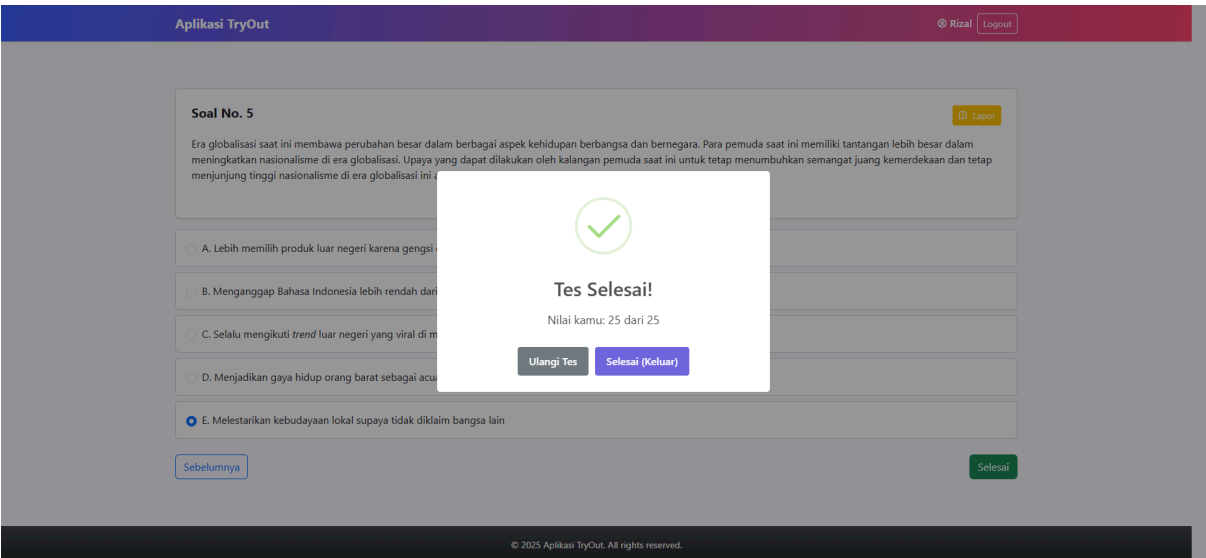 Aplikasi TryOut
Rizal Logout
Soal No. 5
Lapor
Era globalisasi saat ini membawa perubahan besar dalam berbagai aspek kehidupan berbangsa dan bernegara. Para pemuda saat ini memiliki tantangan lebih besar dalam
meningkatkan nasionalisme di era globalisasi. Upaya yang dapat dilakukan oleh kalangan pemuda saat ini untuk tetap menumbuhkan semangat juang kemerdekaan dan tetap
menjunjung tinggi nasionalisme di era globalisasi ini
A. Lebih memilih produk luar negeri karena gengsi
B. Menganggap Bahasa Indonesia lebih rendah dari
C. Selalu mengikuti trend luar negeri yang viral di
D. Menjadikan gaya hidup orang barat sebagai
E. Melestarikan kebudayaan lokal supaya tidak diklaim bangsa lain
Tes Selesai!
Nilai kamu: 25 dari 25
Ulangi Tes
Selesai (Keluar)
Sebelumnya
Selesai
© 2025 Aplikasi TryOut. All rights reserved.